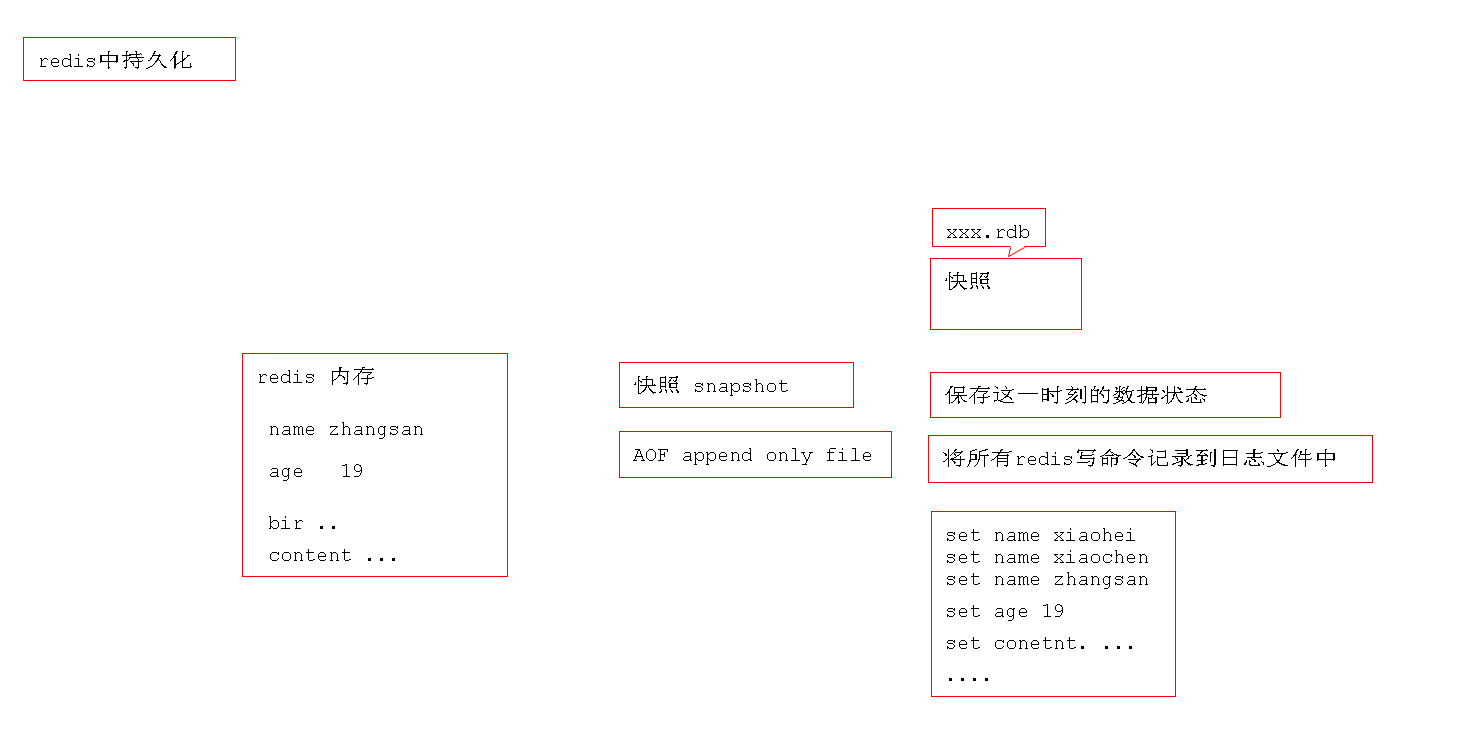 redis中持久化
xxx.rdb
快照
redis 内存
name zhangsan
age 19
bir ..
content ...
快照 snapshot
AOF append only file
保存这一时刻的数据状态
将所有redis写命令记录到日志文件中
set name xiaohei
set name xiaochen
set name zhangsan
set age 19
set conetnt. ...
....